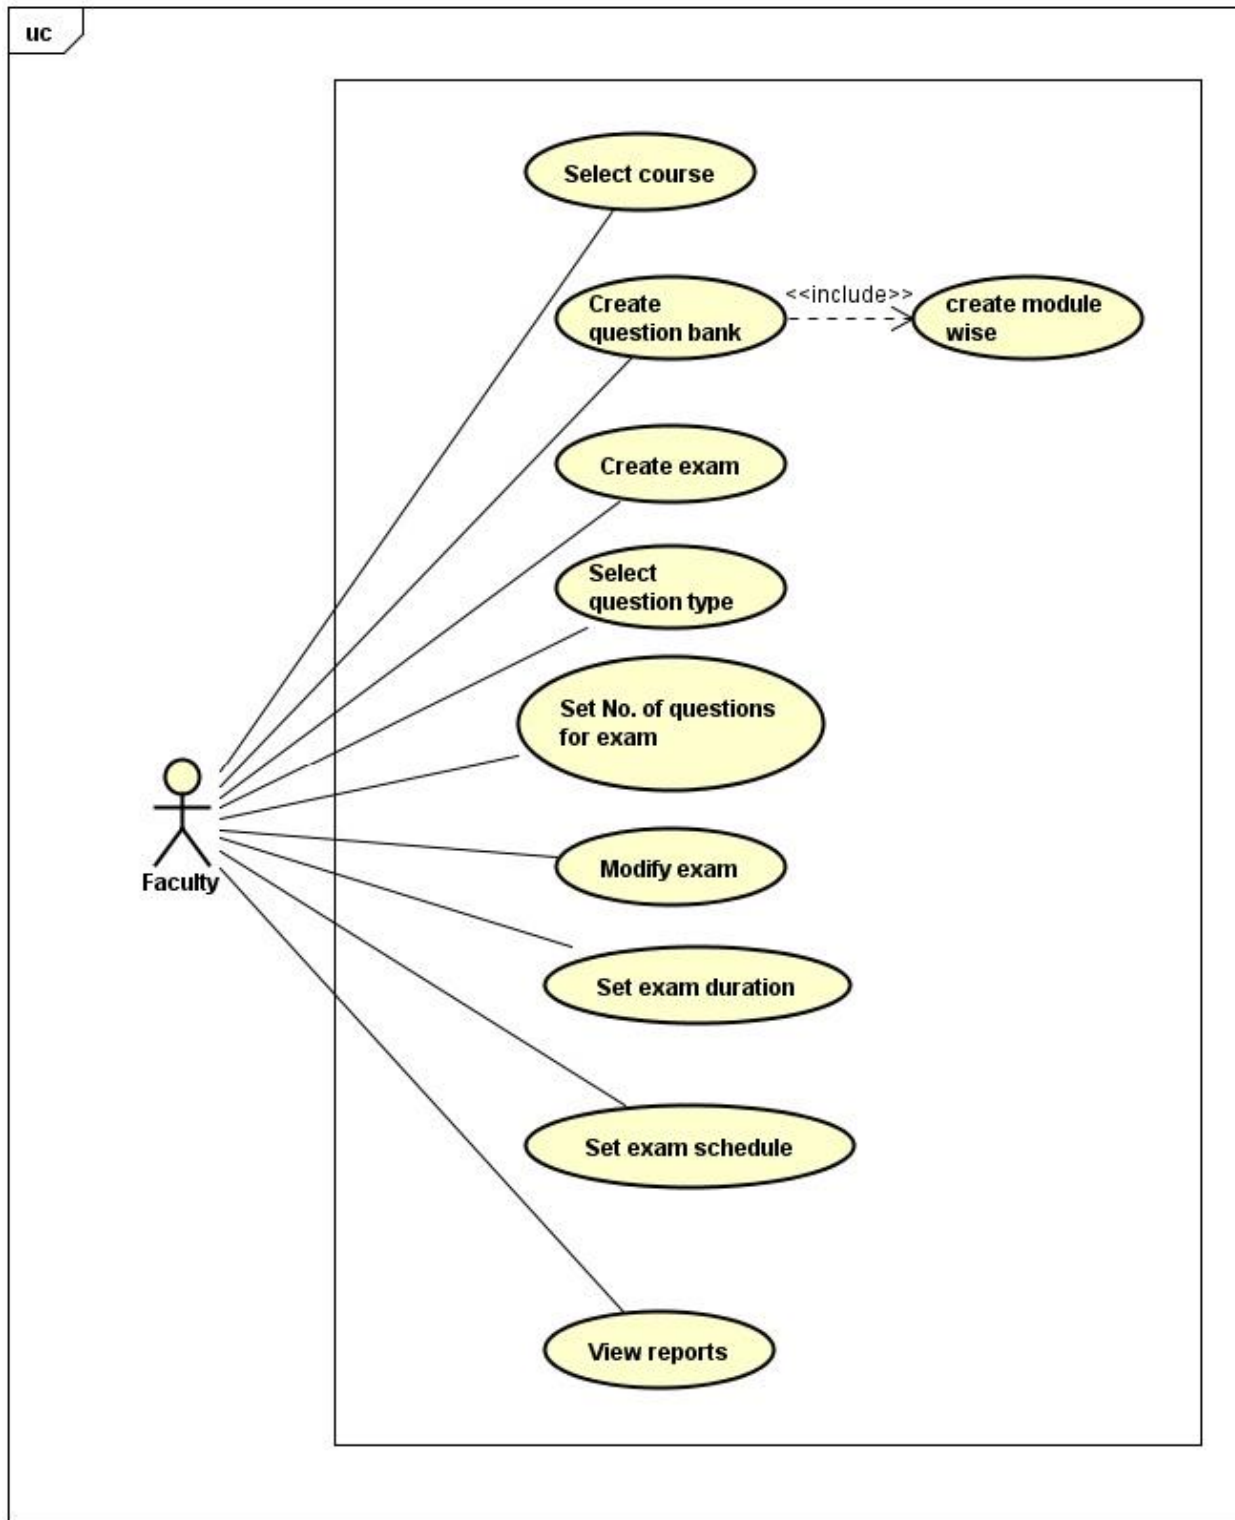 uc
Select course
Create
question bank
<<include>>
create module
wise
Create exam
Select
question type
Set No. of questions
for exam
Faculty
Modify exam
Set exam duration
Set exam schedule
View reports